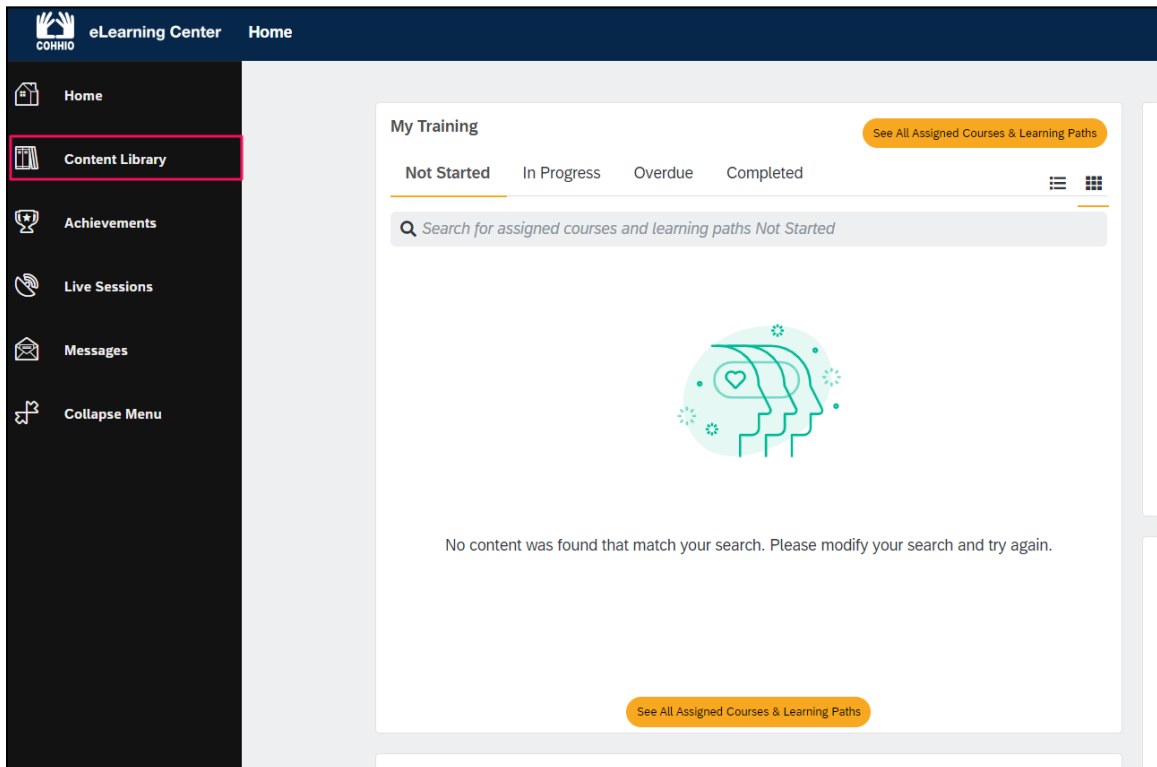 COHHIO
eLearning Center
Home
Home
Content Library
Achievements
Live Sessions
Messages
Collapse Menu
My Training
See All Assigned Courses & Learning Paths
Not Started
In Progress
Overdue
Completed
Search for assigned courses and learning paths Not Started
No content was found that match your search. Please modify your search and try again.
See All Assigned Courses & Learning Paths